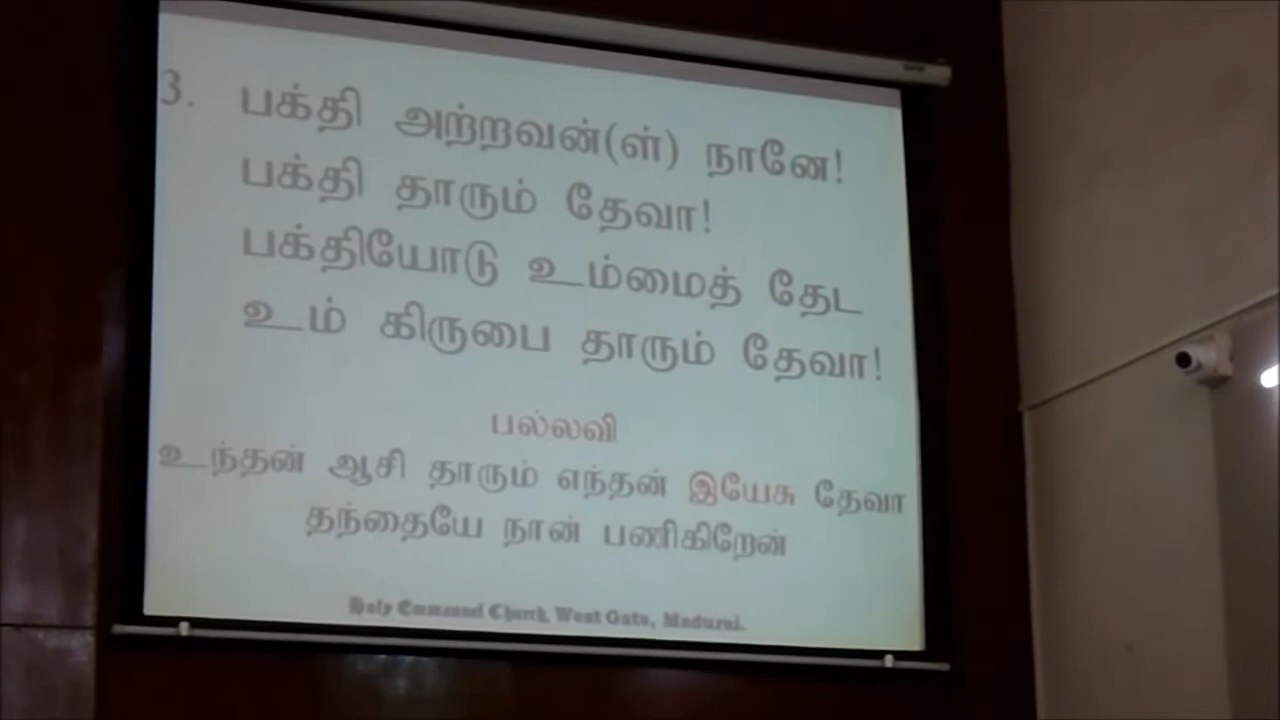 3. பக்தி அற்றவன்(ள்) நானே!
பக்தி தாரும் தேவா!
பக்தியோடு உம்மைத் தேட
உம் கிருபை தாரும் தேவா!
பல்லவி
உந்தன் ஆசி தாரும் எந்தன் இயேசு தேவா
தந்தையே நான் பணிகிறேன்
Holy Emmanuel Church, West Gate, Madurai.